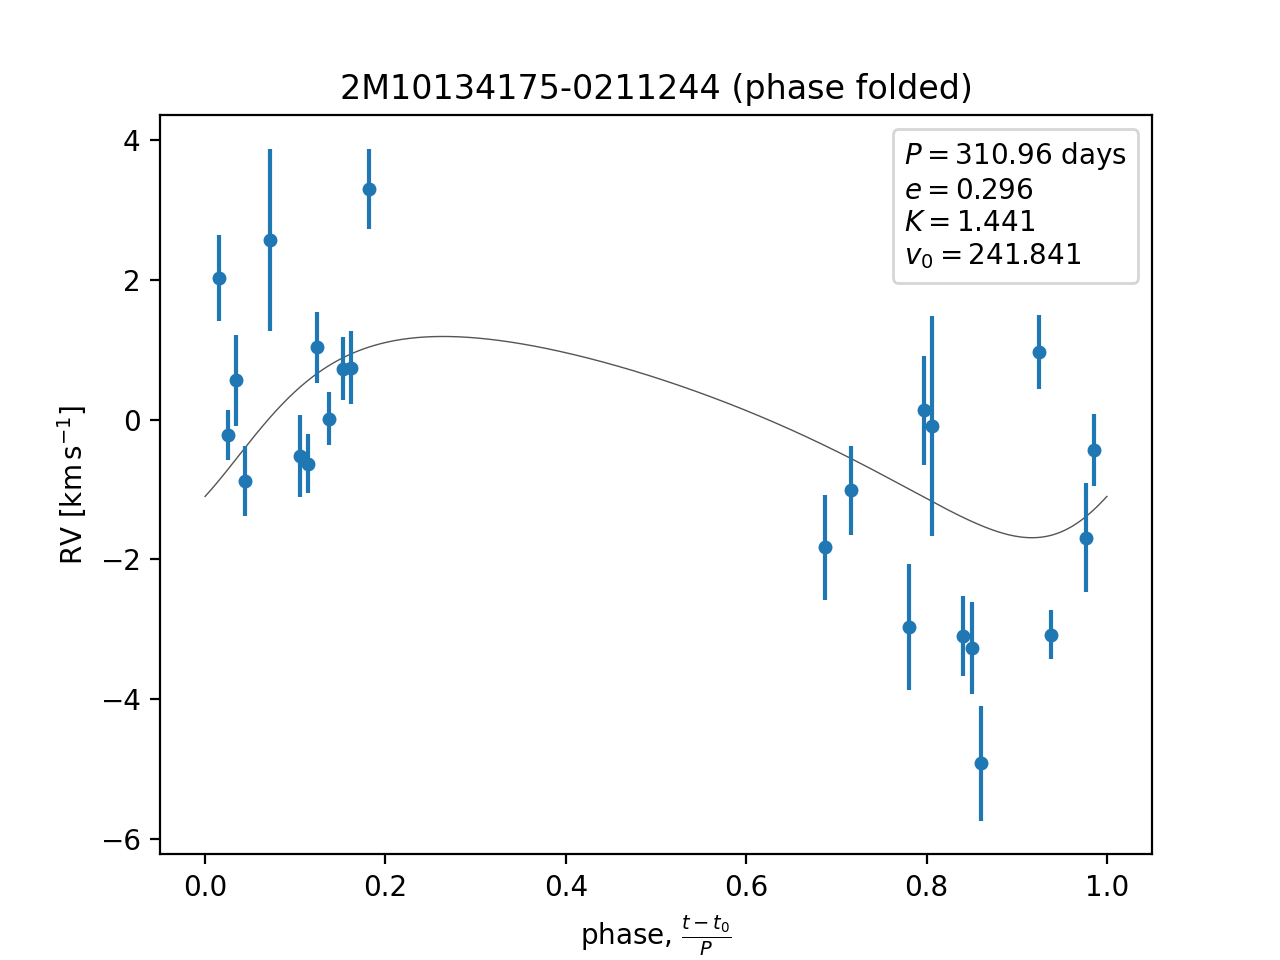 2M10134175-0211244 (phase folded)
P = 310.96 days
e = 0.296
K = 1.441
v₀ = 241.841
4
2
0
−2
−4
−6
RV [km s⁻¹]
0.0 0.2 0.4 0.6 0.8 1.0
phase, (t − t₀)/P